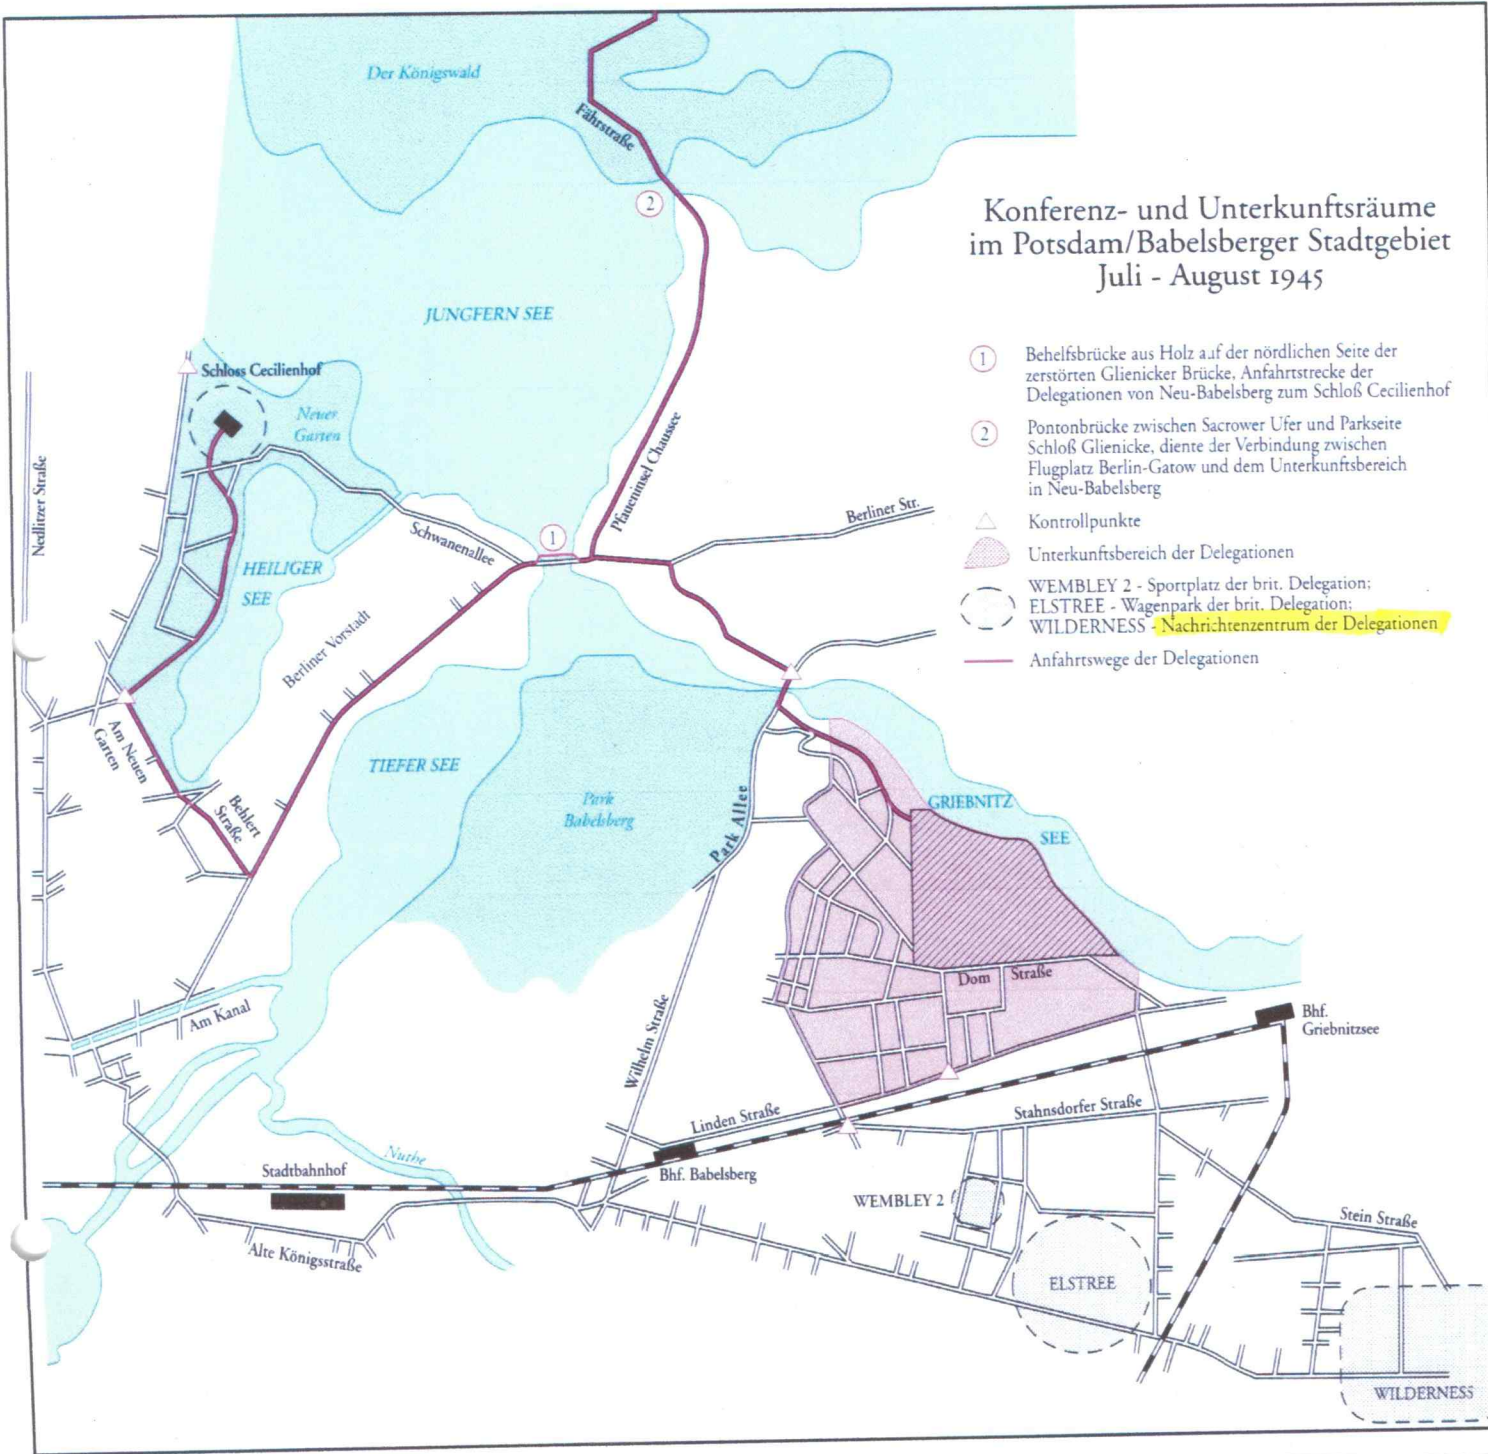 Der Königswald
Fährstraße
2
Konferenz- und Unterkunftsräume
im Potsdam/Babelsberger Stadtgebiet
Juli - August 1945
JUNGFERN SEE
1
Behelfsbrücke aus Holz auf der nördlichen Seite der
zerstörten Glienicker Brücke, Anfahrtstrecke der
Delegationen von Neu-Babelsberg zum Schloß Cecilienhof
2
Pontonbrücke zwischen Sacrower Ufer und Parkseite
Schloß Glienicke, diente der Verbindung zwischen
Flugplatz Berlin-Gatow und dem Unterkunftsbereich
in Neu-Babelsberg
Kontrollpunkte
Unterkunftsbereich der Delegationen
WEMBLEY 2 - Sportplatz der brit. Delegation;
ELSTREE - Wagenpark der brit. Delegation;
WILDERNESS - Nachrichtenzentrum der Delegationen
Anfahrtswege der Delegationen
Schloss Cecilienhof
Neuer
Garten
Nedlitzer Straße
Pfaueninsel Chaussee
Berliner Str.
Schwanenallee
1
HEILIGER
SEE
Berliner Vorstadt
Am Neuen
Garten
Behlert
Straße
TIEFER SEE
Park
Babelsberg
Park Allee
GRIEBNITZ
SEE
Dom Straße
Am Kanal
Wilhelm Straße
Bhf.
Griebnitzsee
Linden Straße
Stahnsdorfer Straße
Nuthe
Stadtbahnhof
Bhf. Babelsberg
WEMBLEY 2
Stein Straße
Alte Königsstraße
ELSTREE
WILDERNESS